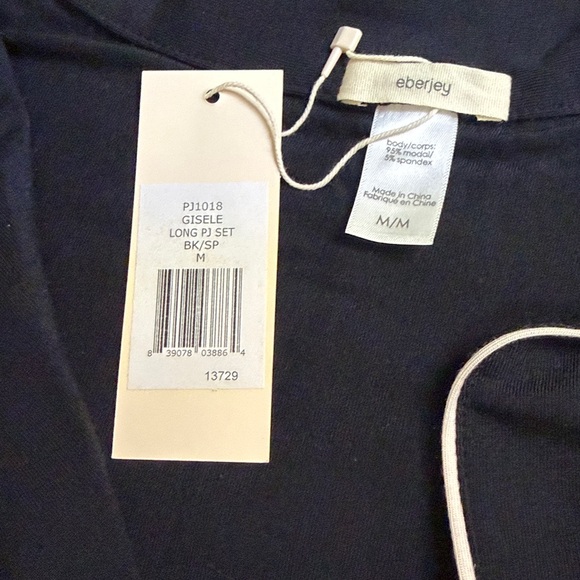 eberjey
body/corps:
95% modal/
5% spandex
Made in China
Fabriqué en Chine
M/M
PJ1018
GISELE
LONG PJ SET
BK/SP
M
8 39078 03886 4
13729